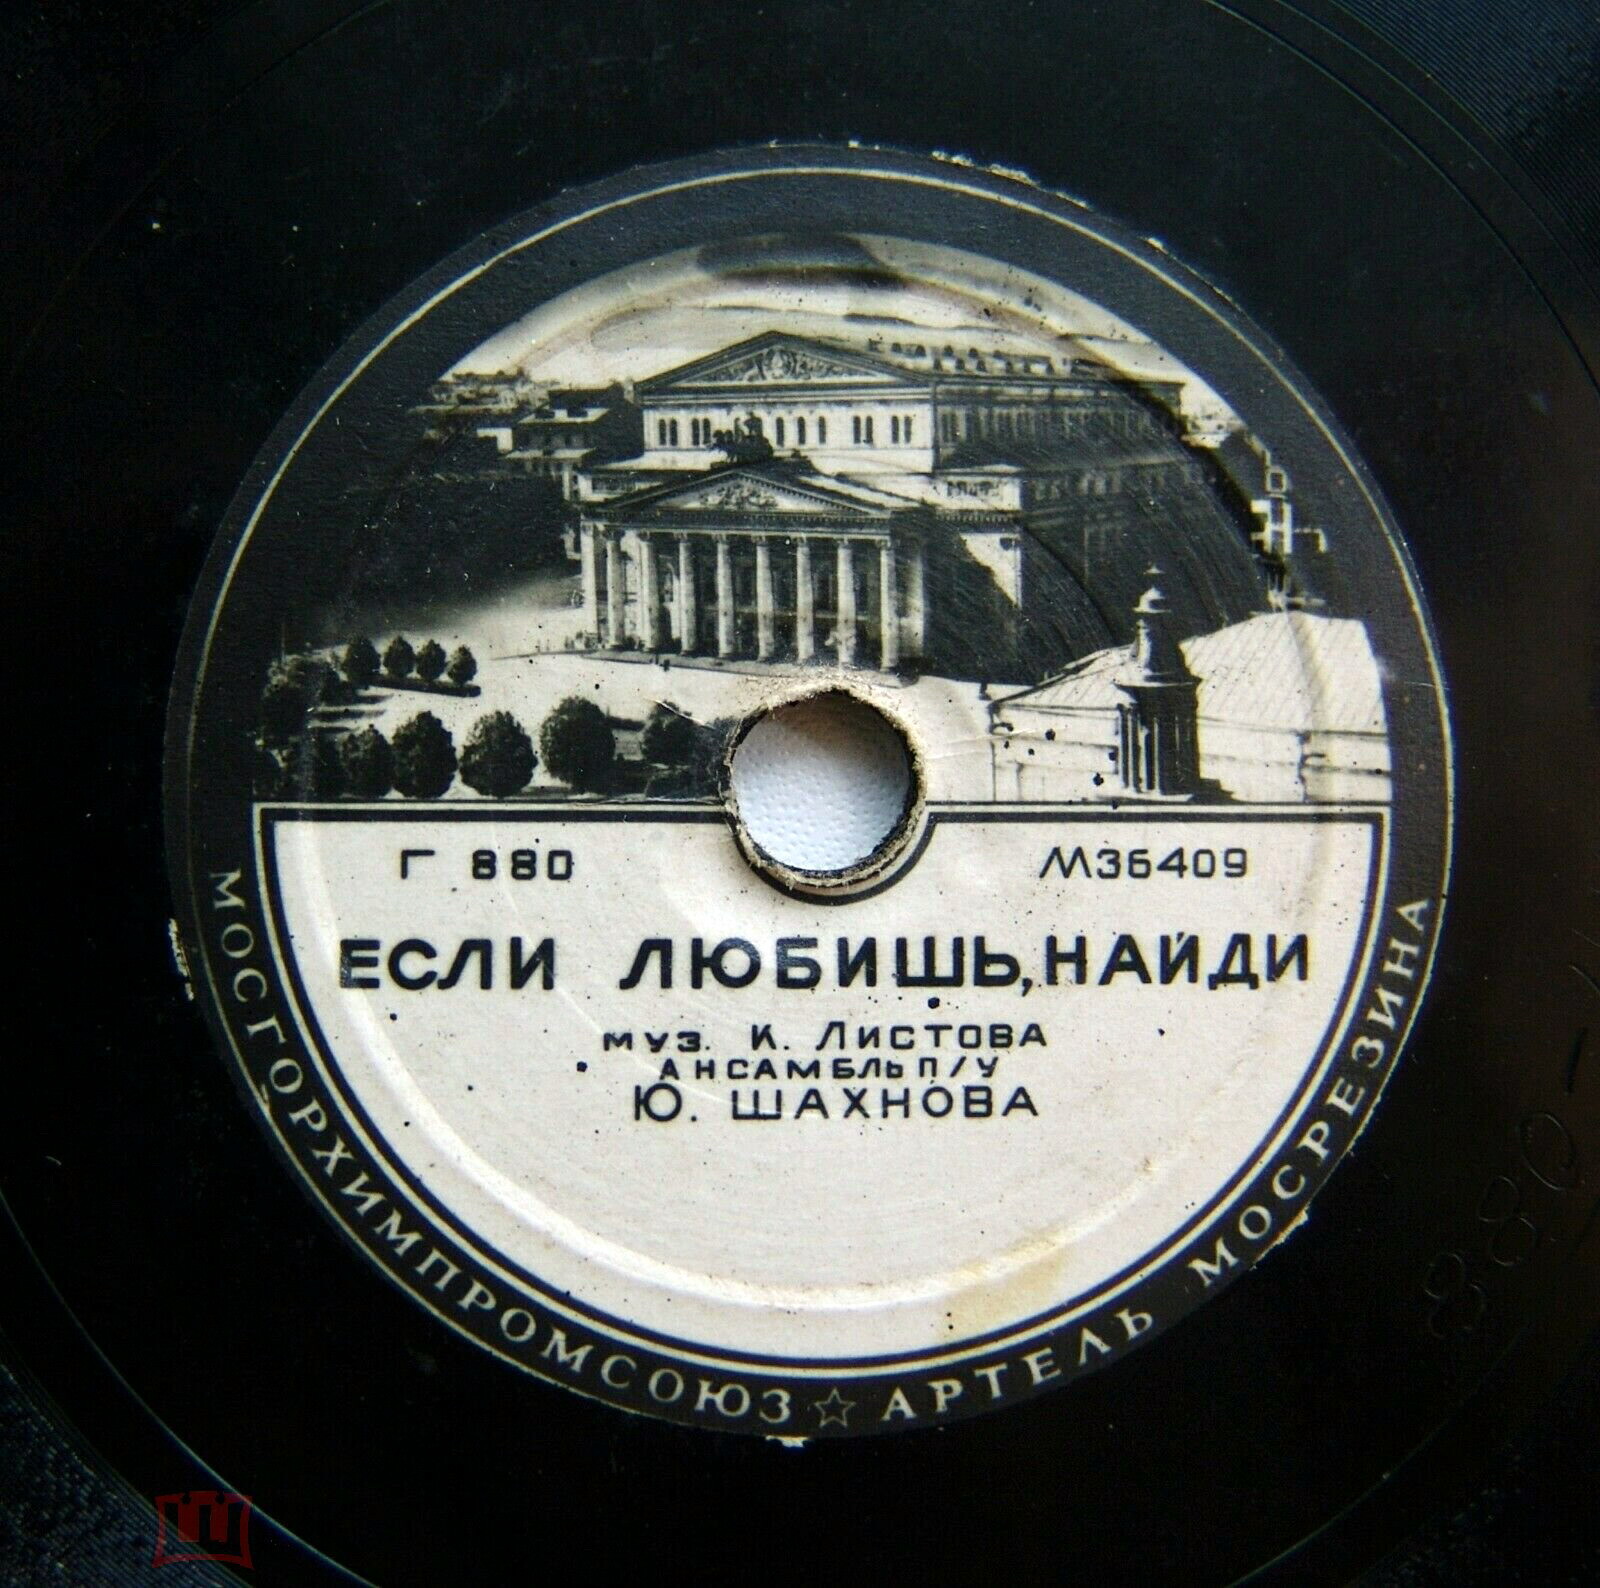 Г 880
М36409
ЕСЛИ ЛЮБИШЬ, НАЙДИ
муз. К. Листова
АНСАМБЛЬ П/У
Ю. ШАХНОВА
МОСГОРХИМПРОМСОЮЗ ☆ АРТЕЛЬ МОСРЕЗИНА